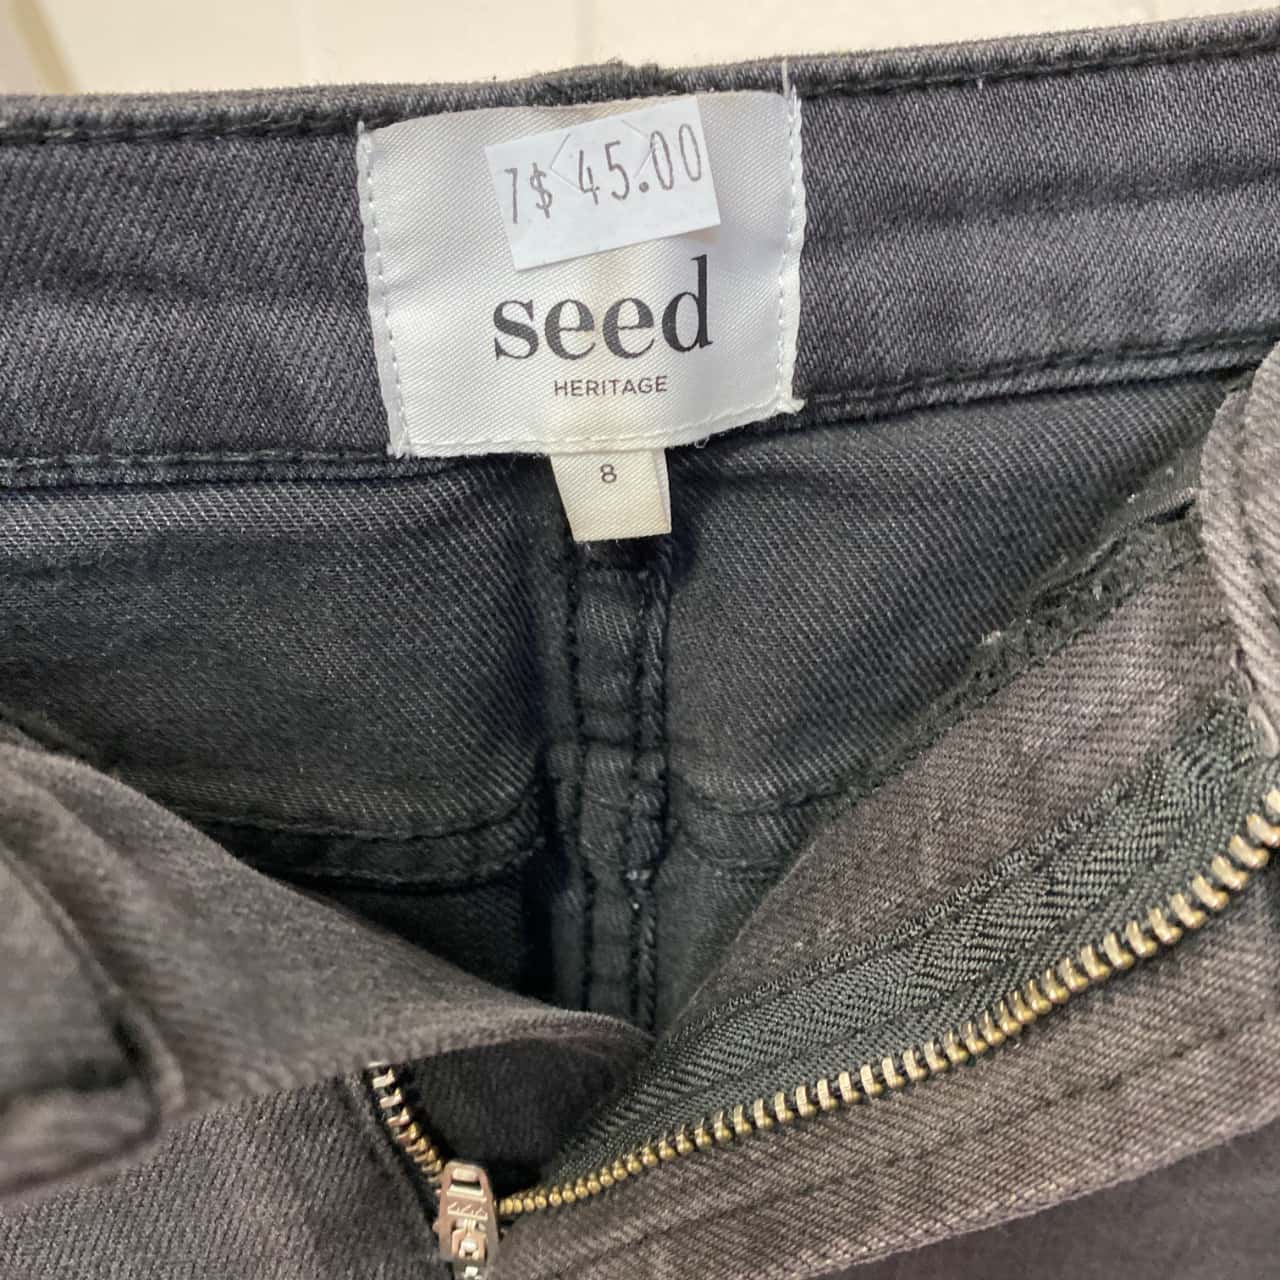 7$ 45.00
seed
HERITAGE
8